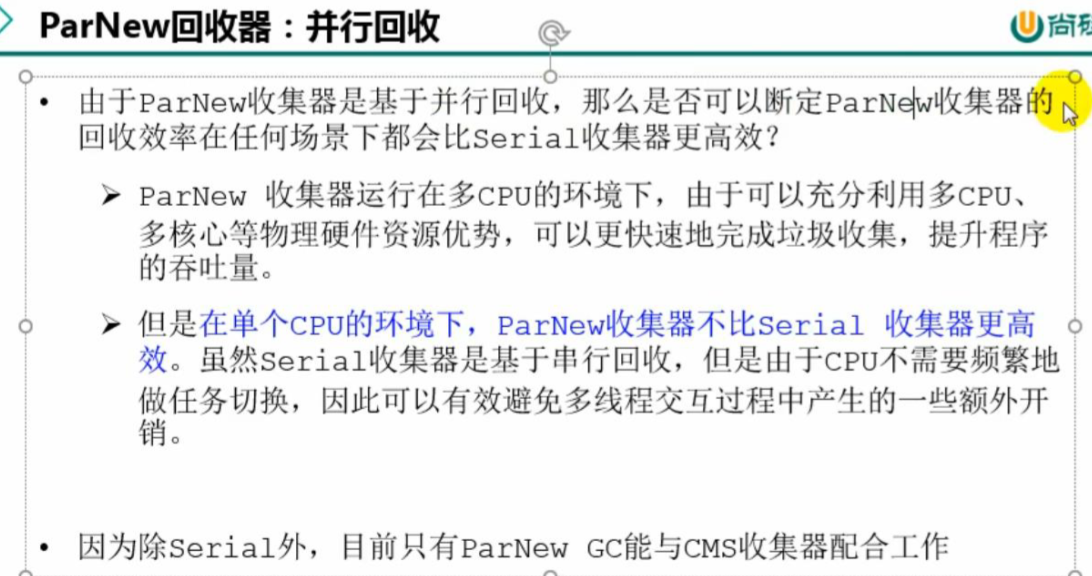 ParNew回收器：并行回收
尚硅
• 由于ParNew收集器是基于并行回收，那么是否可以断定ParNew收集器的
回收效率在任何场景下都会比Serial收集器更高效？
➢ ParNew 收集器运行在多CPU的环境下，由于可以充分利用多CPU、
多核心等物理硬件资源优势，可以更快速地完成垃圾收集，提升程序
的吞吐量。
➢ 但是在单个CPU的环境下，ParNew收集器不比Serial 收集器更高
效。虽然Serial收集器是基于串行回收，但是由于CPU不需要频繁地
做任务切换，因此可以有效避免多线程交互过程中产生的一些额外开
销。
• 因为除Serial外，目前只有ParNew GC能与CMS收集器配合工作